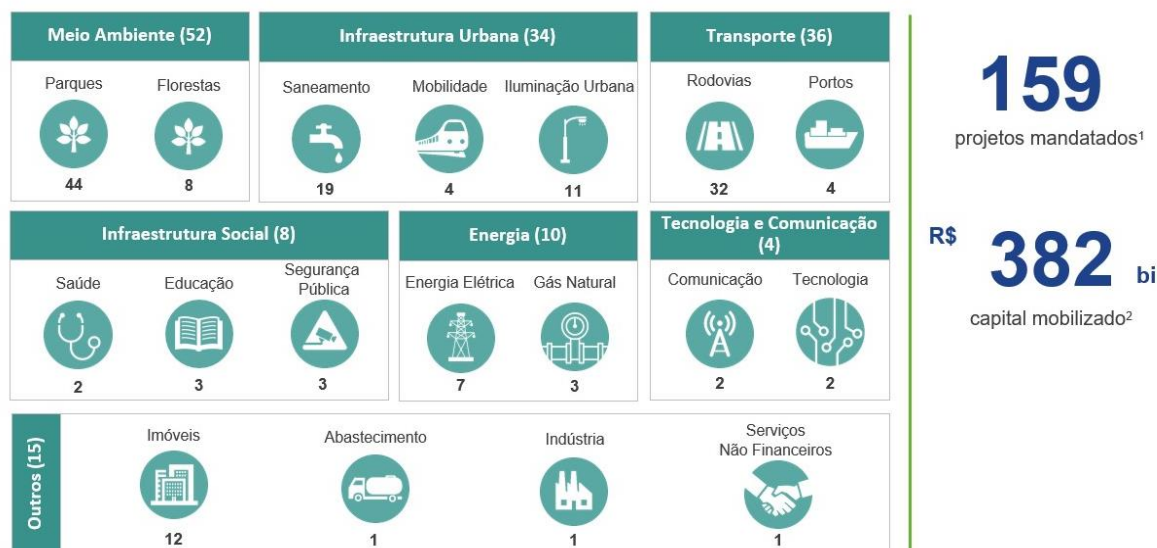 Meio Ambiente (52)
Parques
Florestas
44
8
Infraestrutura Urbana (34)
Saneamento
Mobilidade
Iluminação Urbana
19
4
11
Transporte (36)
Rodovias
Portos
32
4
Infraestrutura Social (8)
Saúde
Educação
Segurança
Pública
2
3
3
Energia (10)
Energia Elétrica
Gás Natural
7
3
Tecnologia e Comunicação
(4)
Comunicação
Tecnologia
2
2
Outros (15)
Imóveis
Abastecimento
Indústria
Serviços
Não Financeiros
12
1
1
1
159
projetos mandatados¹
R$ 382 bi
capital mobilizado²